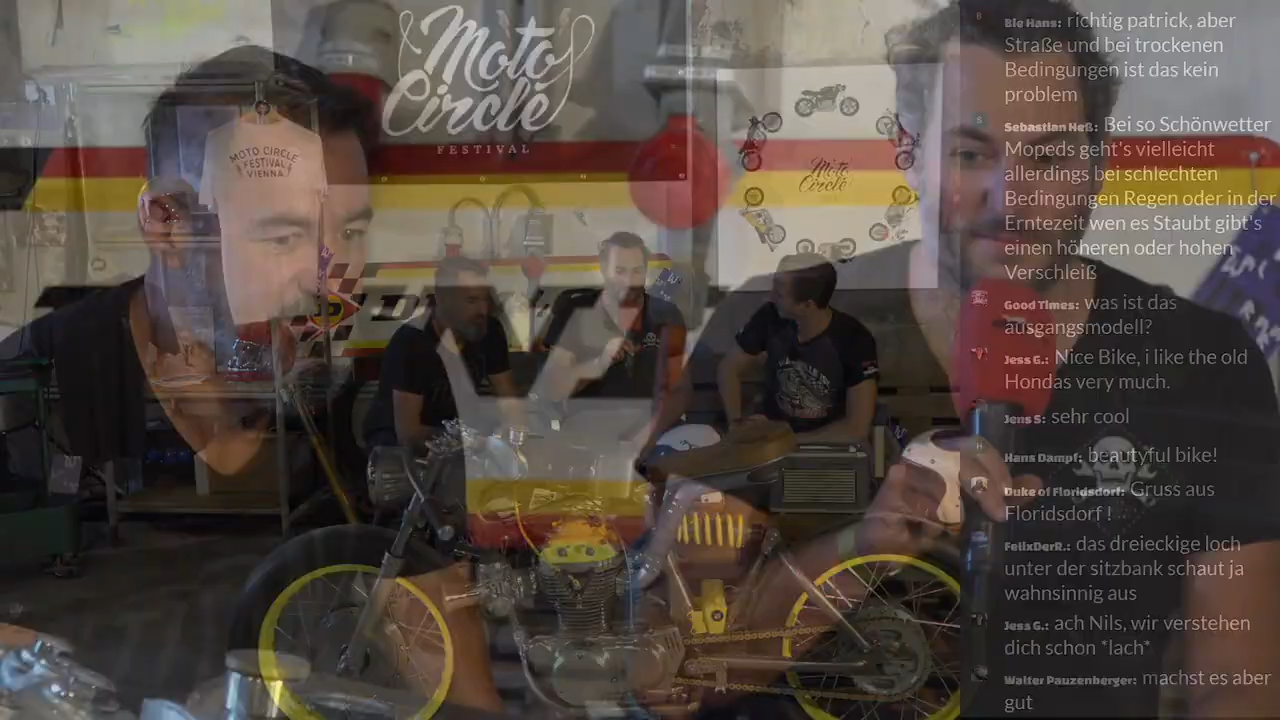 Moto
Circle
FESTIVAL
MOTO CIRCLE
FESTIVAL
VIENNA
Moto
Circle
Bie Hans: richtig patrick, aber
Straße und bei trockenen
Bedingungen ist das kein
problem
Sebastian Heß: Bei so Schönwetter
Mopeds geht's vielleicht
allerdings bei schlechten
Bedingungen Regen oder in der
Erntezeit wen es Staubt gibt's
einen höheren oder hohen
Verschleiß
Good Times: was ist das
ausgangsmodell?
Jess G.: Nice Bike, i like the old
Hondas very much.
Jens S: sehr cool
Hans Dampf: beautyful bike!
Duke of Floridsdorf: Gruss aus
Floridsdorf !
FelixDerR.: das dreieckige loch
unter der sitzbank schaut ja
wahnsinnig aus
Jess G.: ach Nils, wir verstehen
dich schon *lach*
Walter Pauzenberger: machst es aber
gut